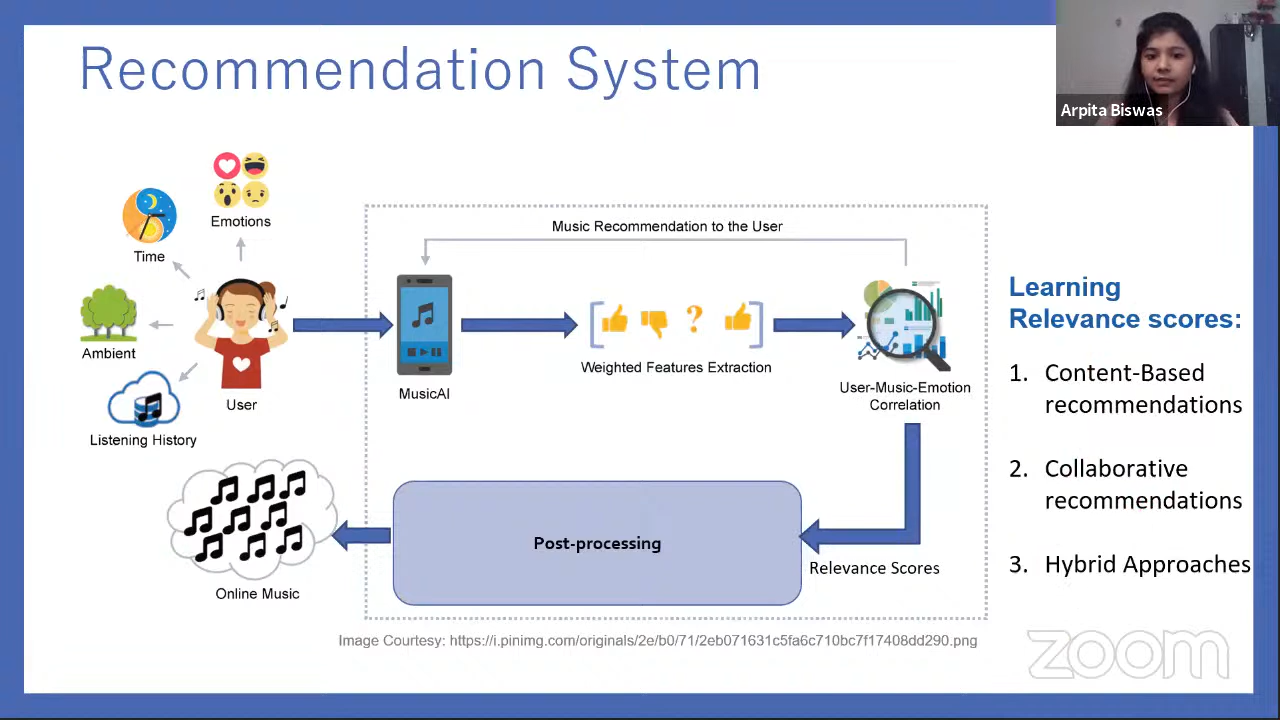 Recommendation System
Arpita Biswas
Emotions
Time
Music Recommendation to the User
Ambient
Learning
Relevance scores:
User
MusicAI
Weighted Features Extraction
User-Music-Emotion
Correlation
Listening History
1. Content-Based
recommendations
2. Collaborative
recommendations
3. Hybrid Approaches
Post-processing
Relevance Scores
Online Music
Image Courtesy: https://i.pinimg.com/originals/2e/b0/71/2eb071631c5fa6c710bc7f17408dd290.png
zoom